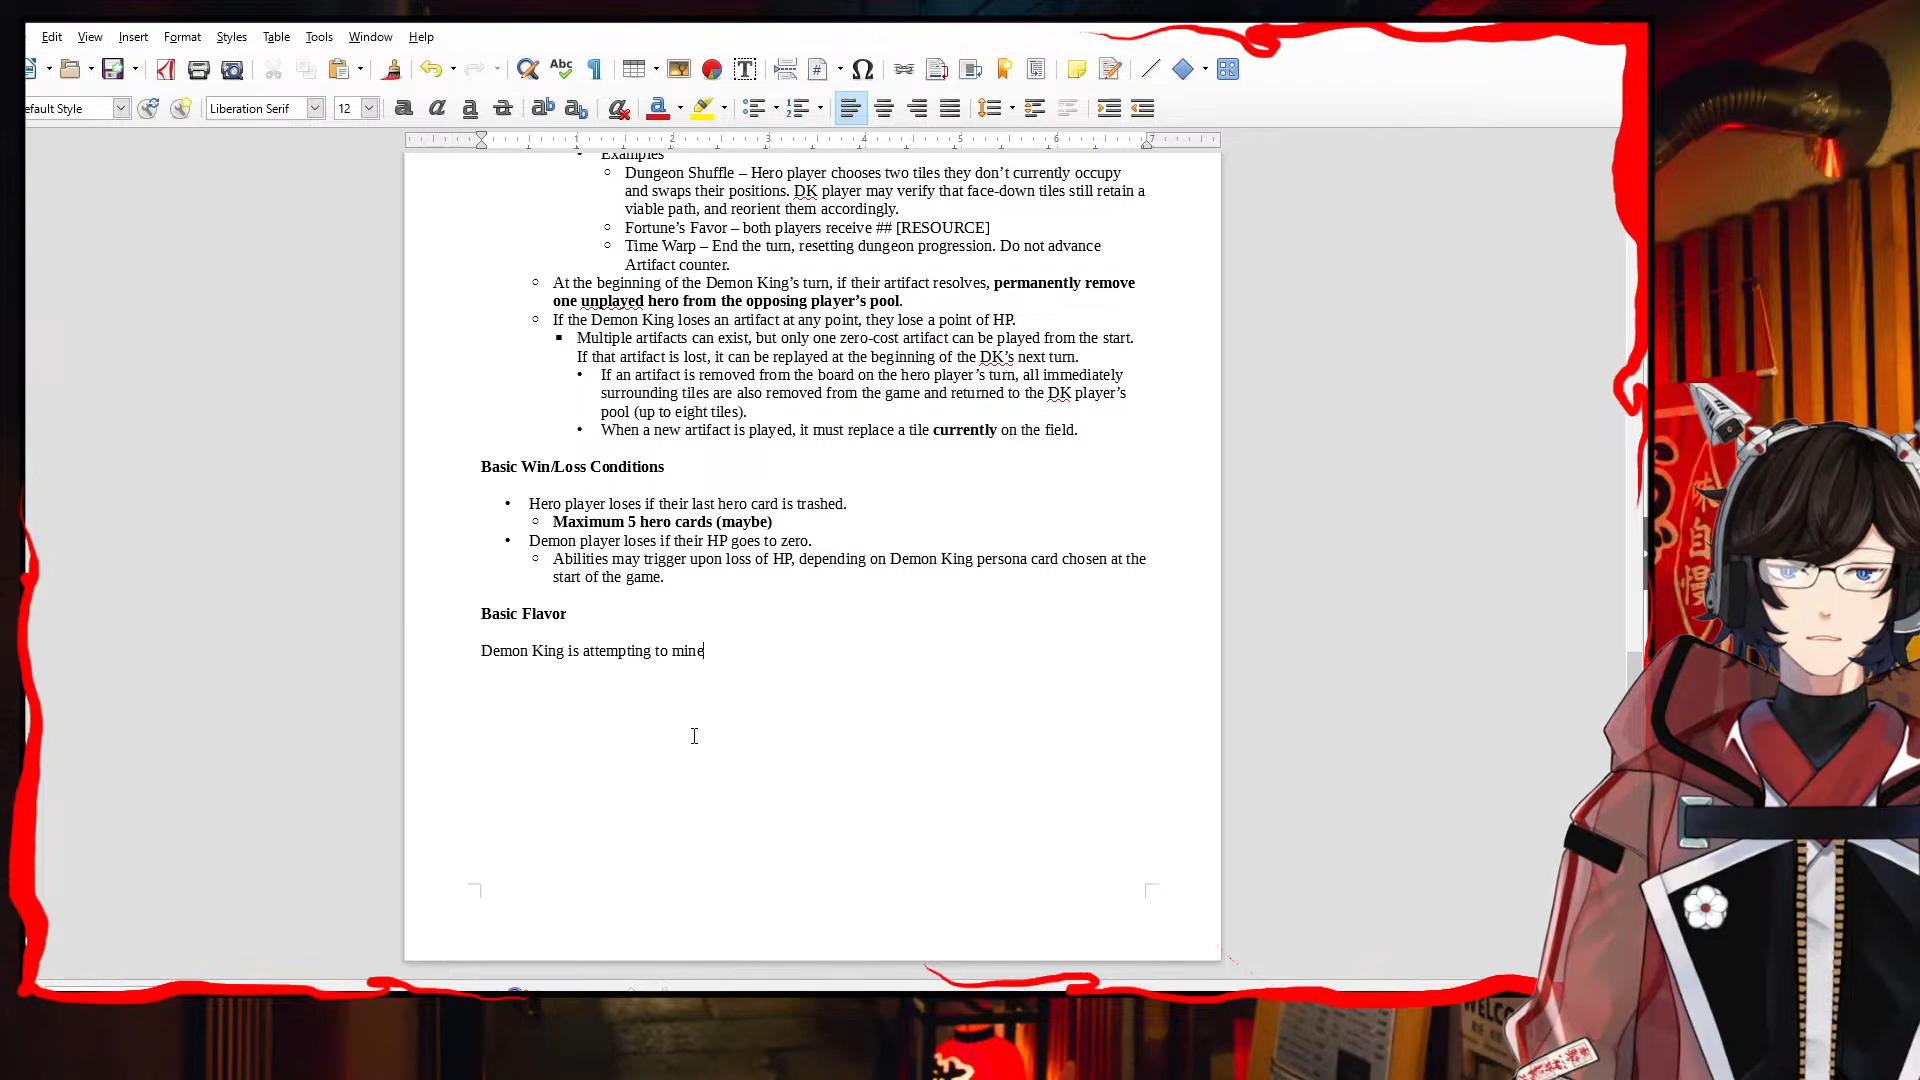 Edit View Insert Format Styles Table Tools Window Help
efault Style Liberation Serif 12
1 2 3 4 5 6 7
Examples
Dungeon Shuffle – Hero player chooses two tiles they don’t currently occupy
and swaps their positions. DK player may verify that face-down tiles still retain a
viable path, and reorient them accordingly.
Fortune’s Favor – both players receive ## [RESOURCE]
Time Warp – End the turn, resetting dungeon progression. Do not advance
Artifact counter.
At the beginning of the Demon King’s turn, if their artifact resolves, permanently remove
one unplayed hero from the opposing player’s pool.
If the Demon King loses an artifact at any point, they lose a point of HP.
Multiple artifacts can exist, but only one zero-cost artifact can be played from the start.
If that artifact is lost, it can be replayed at the beginning of the DK’s next turn.
If an artifact is removed from the board on the hero player’s turn, all immediately
surrounding tiles are also removed from the game and returned to the DK player’s
pool (up to eight tiles).
When a new artifact is played, it must replace a tile currently on the field.
Basic Win/Loss Conditions
Hero player loses if their last hero card is trashed.
Maximum 5 hero cards (maybe)
Demon player loses if their HP goes to zero.
Abilities may trigger upon loss of HP, depending on Demon King persona card chosen at the
start of the game.
Basic Flavor
Demon King is attempting to mine
味自慢
WELCO